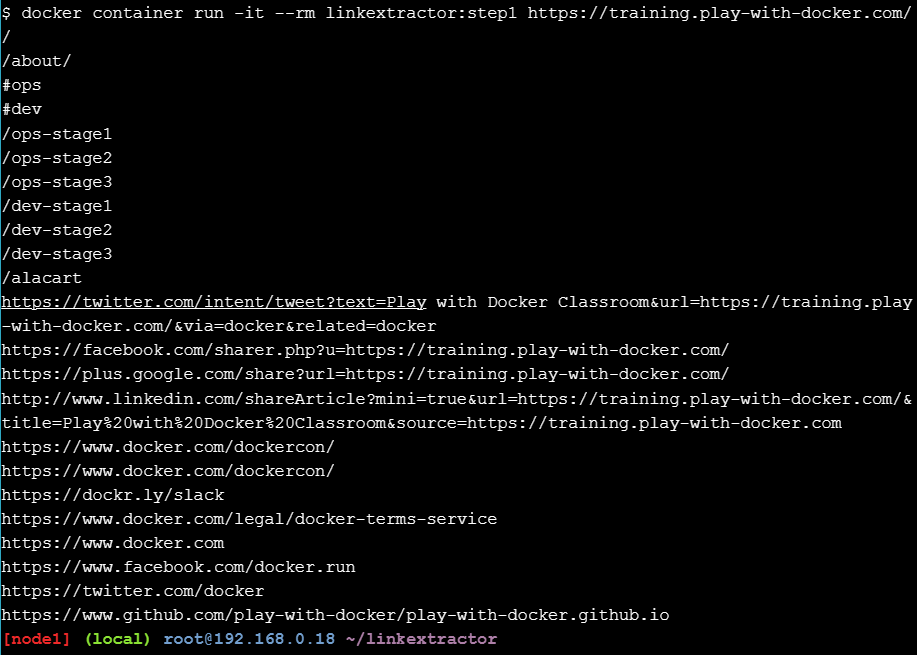 $ docker container run -it --rm linkextractor:step1 https://training.play-with-docker.com/
/
/about/
#ops
#dev
/ops-stage1
/ops-stage2
/ops-stage3
/dev-stage1
/dev-stage2
/dev-stage3
/alacart
https://twitter.com/intent/tweet?text=Play with Docker Classroom&url=https://training.play
-with-docker.com/&via=docker&related=docker
https://facebook.com/sharer.php?u=https://training.play-with-docker.com/
https://plus.google.com/share?url=https://training.play-with-docker.com/
http://www.linkedin.com/shareArticle?mini=true&url=https://training.play-with-docker.com/&
title=Play%20with%20Docker%20Classroom&source=https://training.play-with-docker.com
https://www.docker.com/dockercon/
https://www.docker.com/dockercon/
https://dockr.ly/slack
https://www.docker.com/legal/docker-terms-service
https://www.docker.com
https://www.facebook.com/docker.run
https://twitter.com/docker
https://www.github.com/play-with-docker/play-with-docker.github.io
[node1] (local) root@192.168.0.18 ~/linkextractor